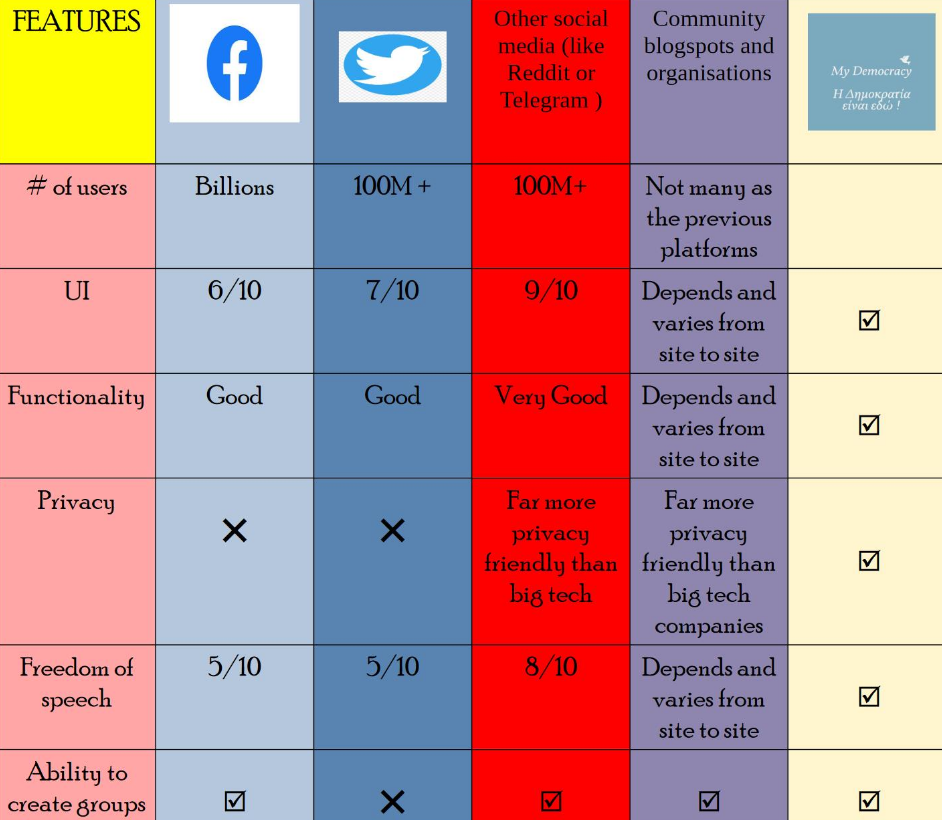 FEATURES
Other social
media (like
Reddit or
Telegram )
Community
blogspots and
organisations
My Democracy
Η Δημοκρατία
είναι εδώ !
# of users
Billions
100M +
100M+
Not many as
the previous
platforms
UI
6/10
7/10
9/10
Depends and
varies from
site to site
Functionality
Good
Good
Very Good
Depends and
varies from
site to site
Privacy
Far more
privacy
friendly than
big tech
Far more
privacy
friendly than
big tech
companies
Freedom of
speech
5/10
5/10
8/10
Depends and
varies from
site to site
Ability to
create groups